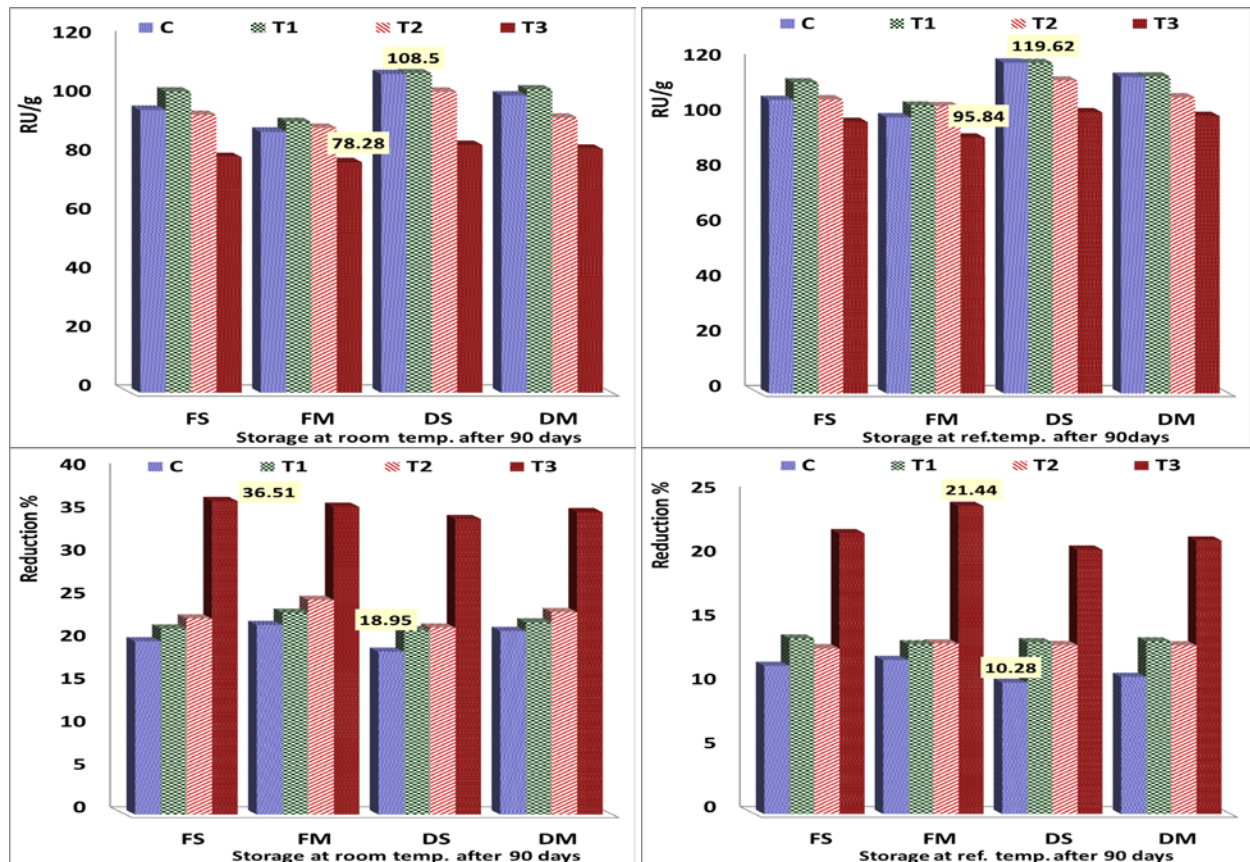 C T1 T2 T3
120
100
80
60
40
20
0
RU/g
108.5
78.28
FS FM DS DM
Storage at room temp. after 90 days
C T1 T2 T3
120
100
80
60
40
20
0
RU/g
119.62
95.84
FS FM DS DM
Storage at ref.temp. after 90days
C T1 T2 T3
40
35
30
25
20
15
10
5
0
Reduction %
36.51
18.95
FS FM DS DM
Storage at room temp. after 90 days
C T1 T2 T3
25
20
15
10
5
0
Reduction %
21.44
10.28
FS FM DS DM
Storage at ref. temp. after 90 days